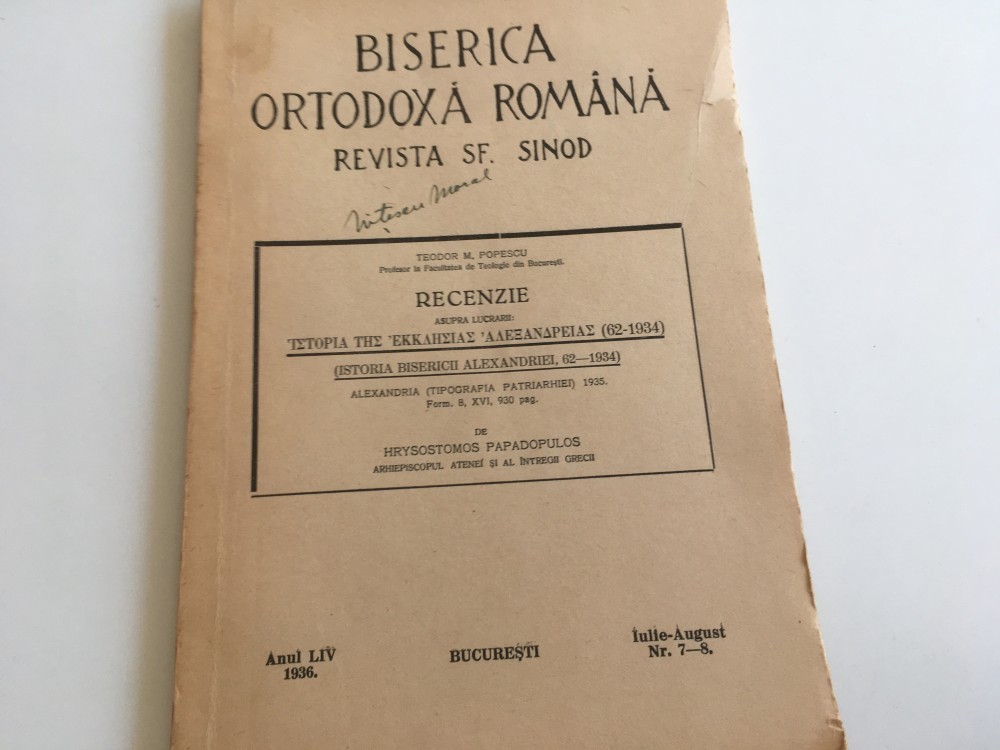 BISERICA
ORTODOXĂ ROMÂNĂ
REVISTA SF. SINOD
TEODOR M. POPESCU
Profesor la Facultatea de Teologie din București.
RECENZIE
ASUPRA LUCRARII:
ἹΣΤΟΡΙΑ ΤΗΣ ἘΚΚΛΗΣΙΑΣ ἈΛΕΞΑΝΔΡΕΙΑΣ (62-1934)
(ISTORIA BISERICII ALEXANDRIEI, 62—1934)
ALEXANDRIA (TIPOGRAFIA PATRIARHIEI) 1935.
Form. 8, XVI, 930 pag.
DE
HRYSOSTOMOS PAPADOPULOS
ARHIEPISCOPUL ATENEI ȘI AL ÎNTREGII GRECII
Anul LIV BUCUREȘTI Iulie-August
1936. Nr. 7—8.